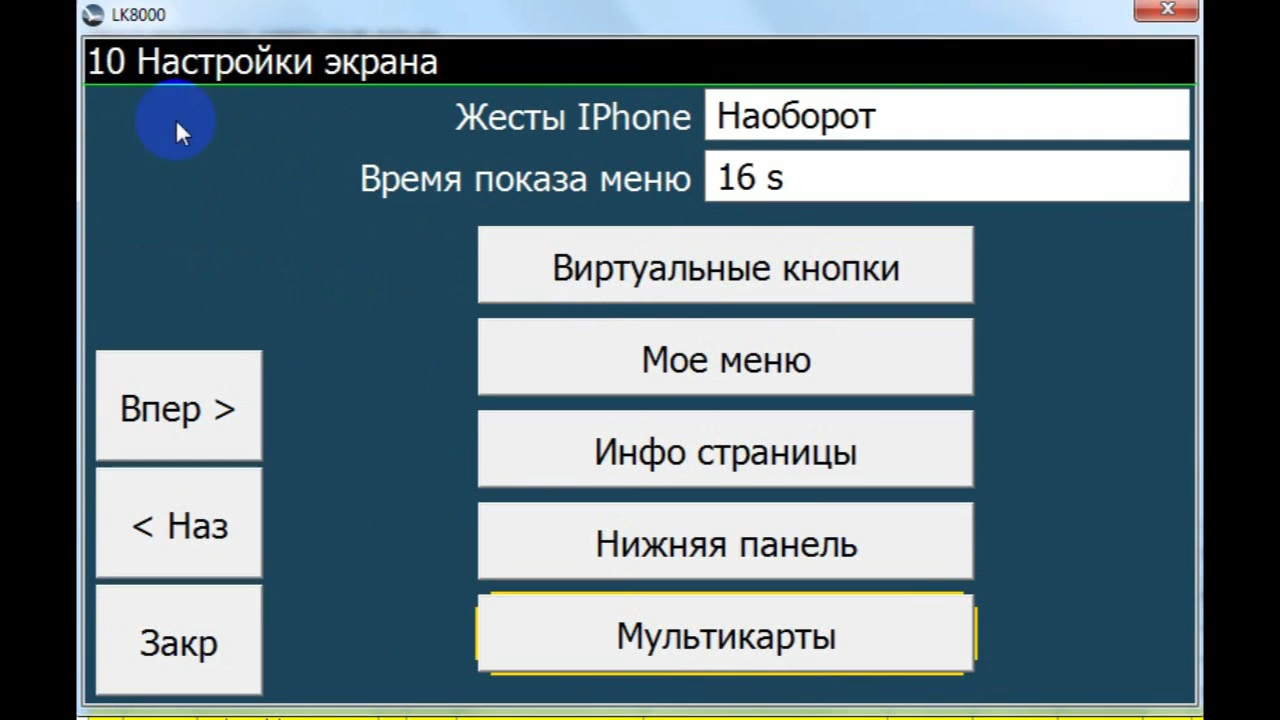 LK8000
10 Настройки экрана
Жесты IPhone Наоборот
Время показа меню 16 s
Виртуальные кнопки
Мое меню
Инфо страницы
Нижняя панель
Мультикарты
Впер >
< Наз
Закр